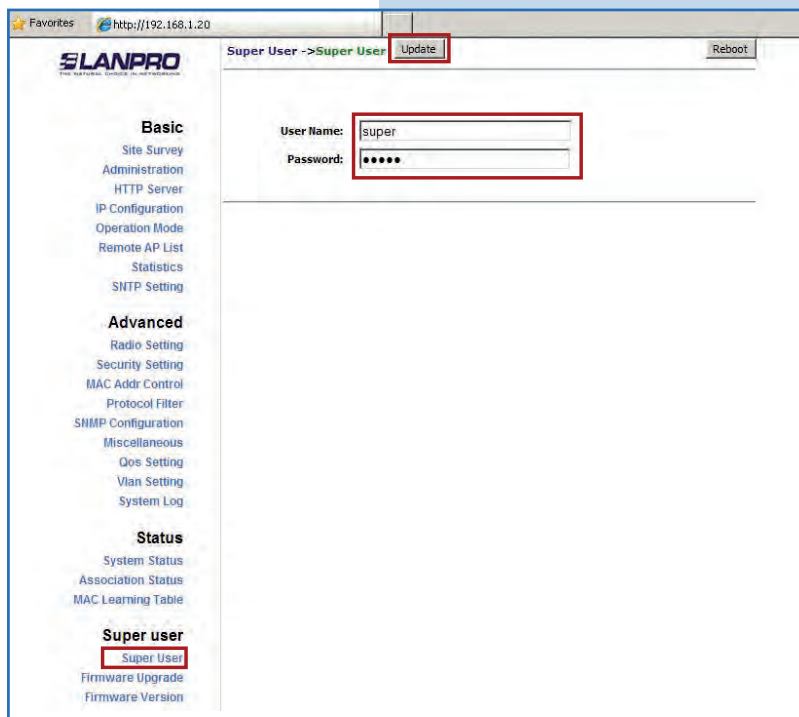 Favorites http://192.168.1.20
SLANPRO
THE NATURAL CHOICE IN NETWORKING
Super User ->Super User Update Reboot
User Name: super
Password: •••••
Basic
Site Survey
Administration
HTTP Server
IP Configuration
Operation Mode
Remote AP List
Statistics
SNTP Setting
Advanced
Radio Setting
Security Setting
MAC Addr Control
Protocol Filter
SNMP Configuration
Miscellaneous
Qos Setting
Vlan Setting
System Log
Status
System Status
Association Status
MAC Learning Table
Super user
Super User
Firmware Upgrade
Firmware Version